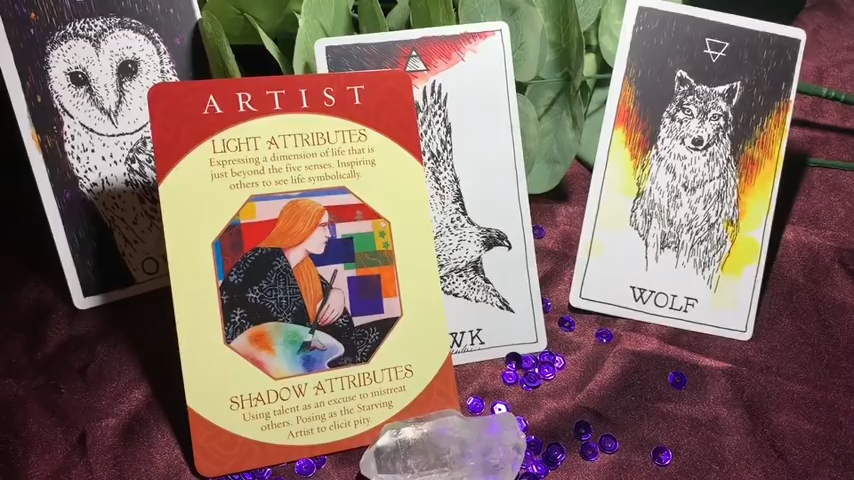 ARTIST
LIGHT ATTRIBUTES
Expressing a dimension of life that is
just beyond the five senses. Inspiring
others to see life symbolically.
SHADOW ATTRIBUTES
Using talent as an excuse to mistreat
others. Posing as the Starving
Artist to elicit pity.
WK
WOLF
O